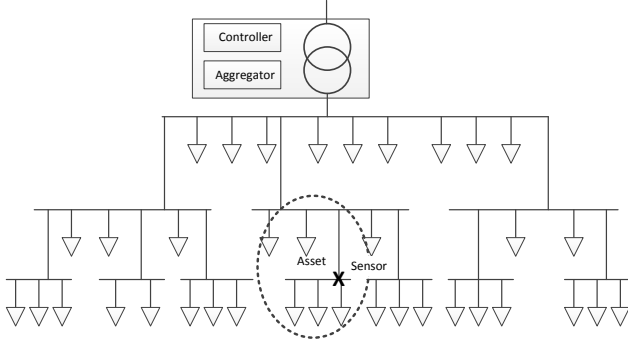 Controller
Aggregator
Asset
Sensor
X